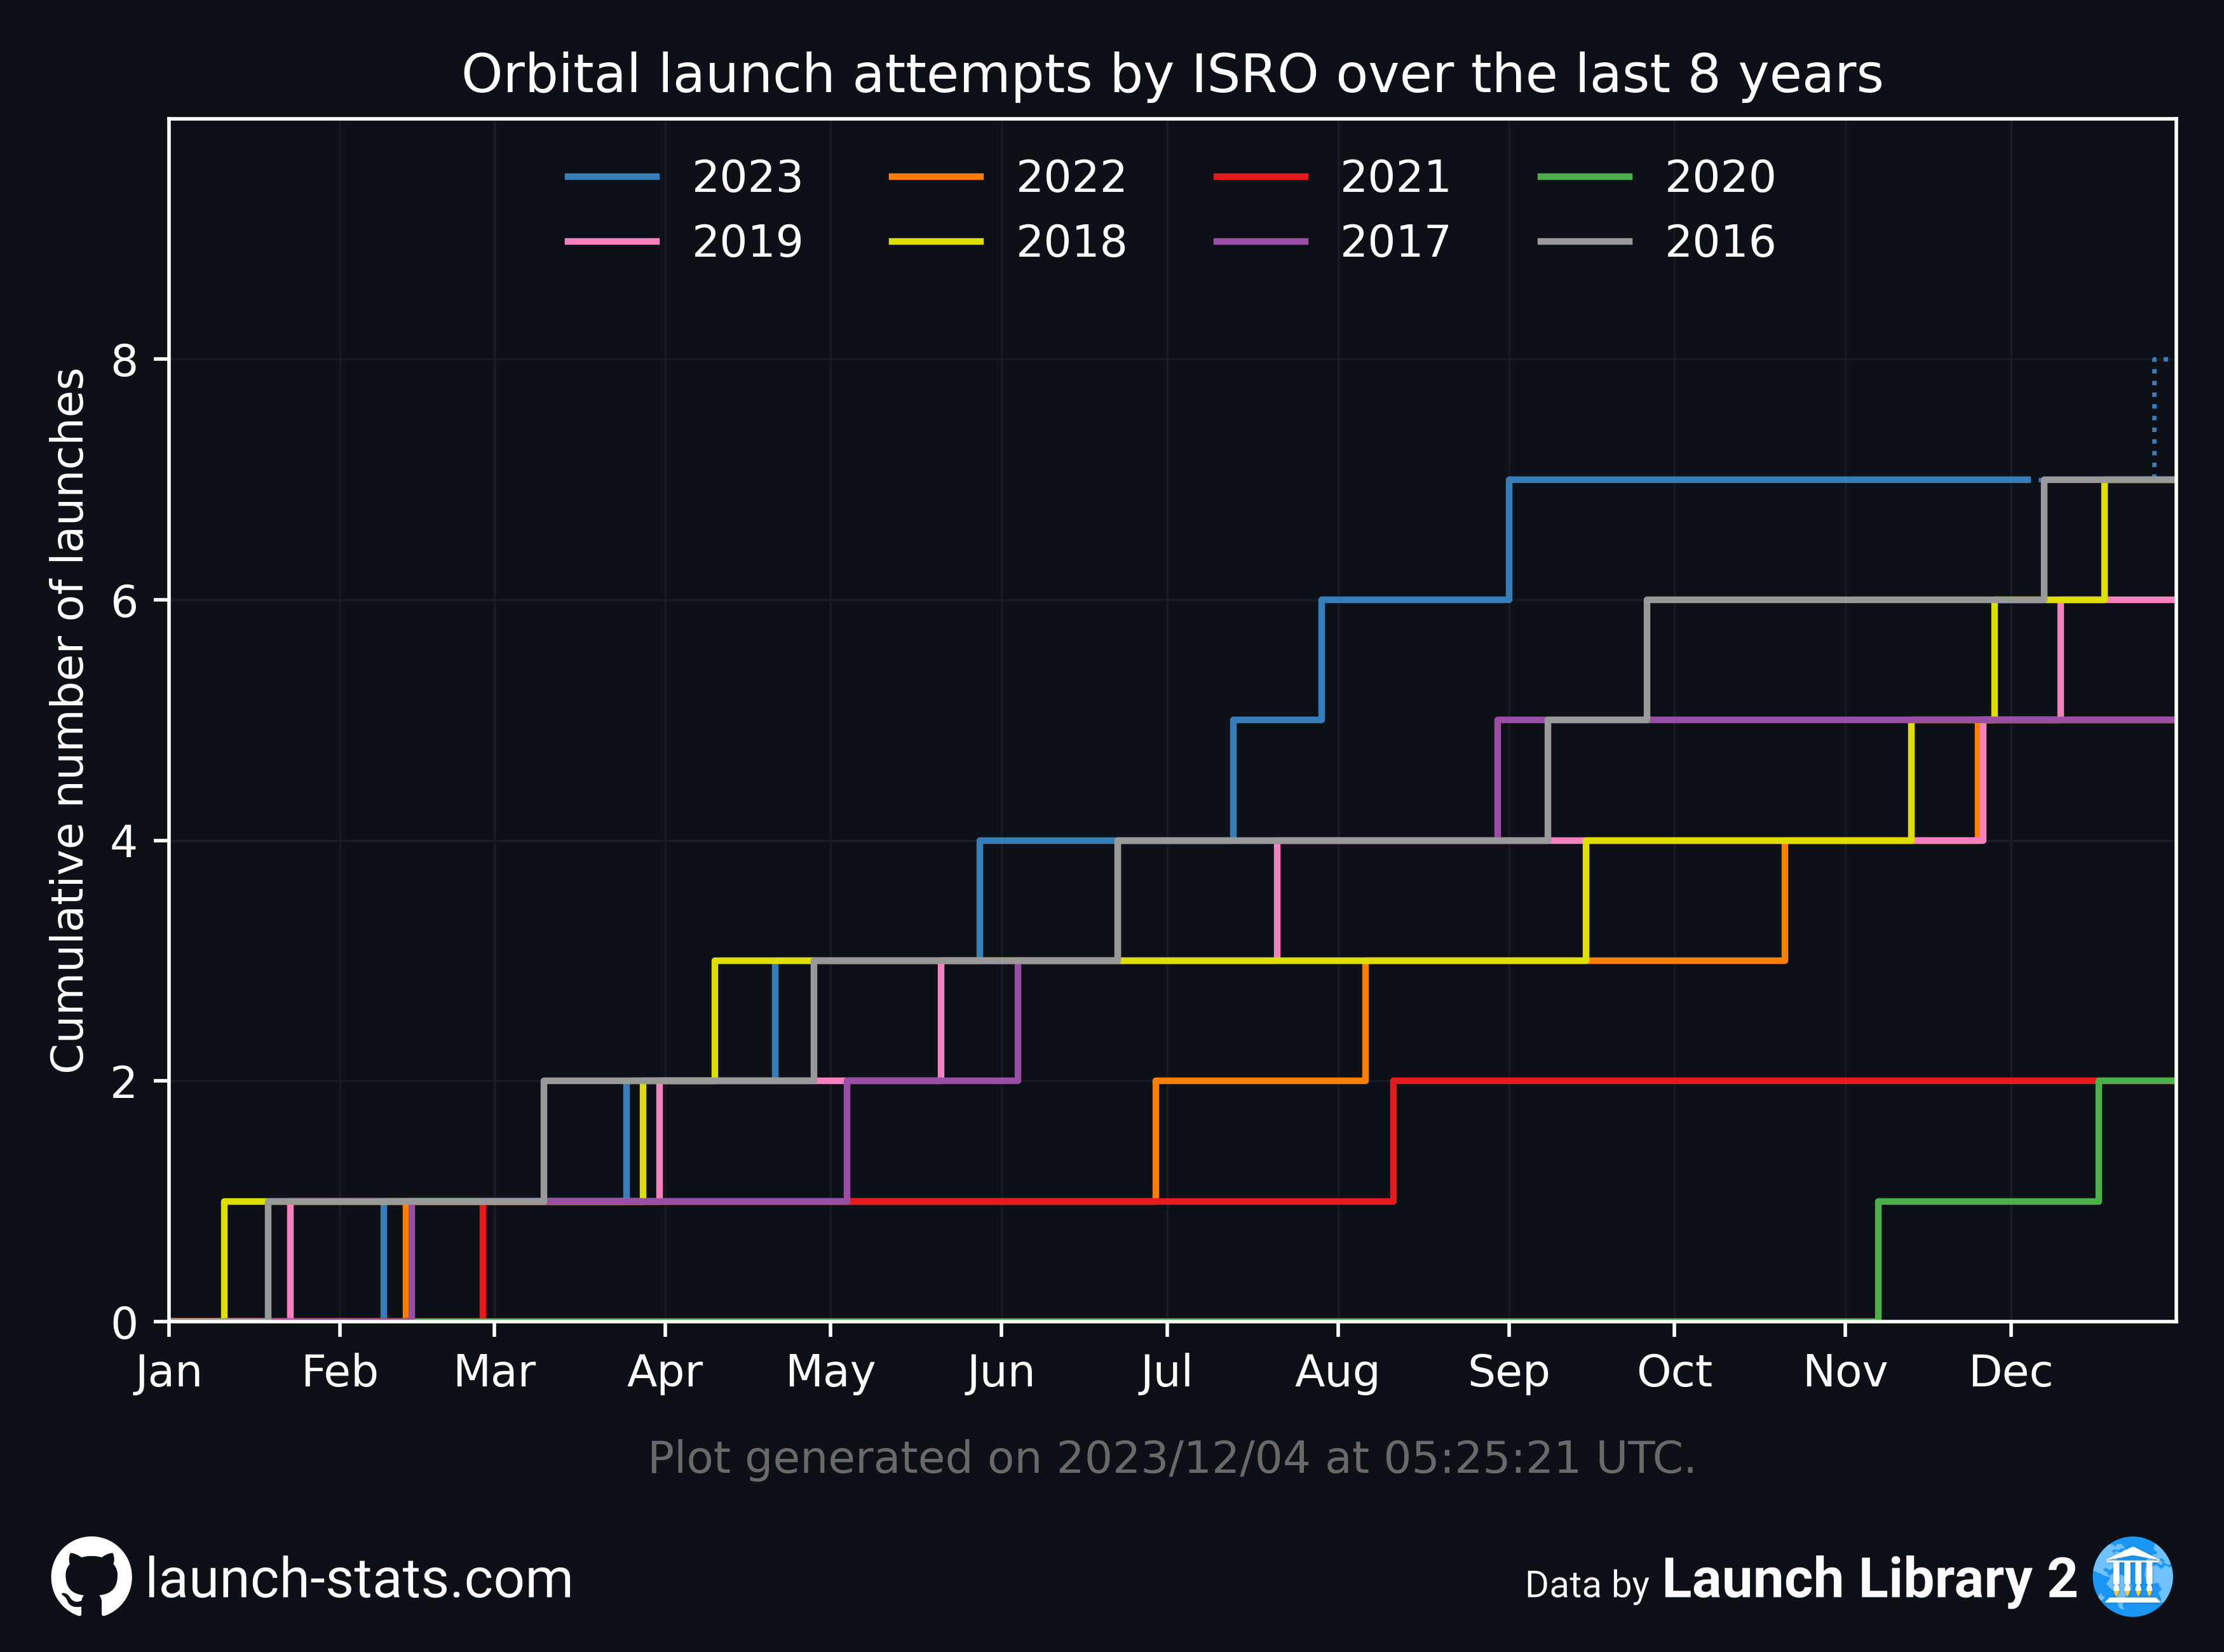 Orbital launch attempts by ISRO over the last 8 years
2023 2022 2021 2020
2019 2018 2017 2016
Cumulative number of launches
8
6
4
2
0
Jan Feb Mar Apr May Jun Jul Aug Sep Oct Nov Dec
Plot generated on 2023/12/04 at 05:25:21 UTC.
launch-stats.com
Data by Launch Library 2